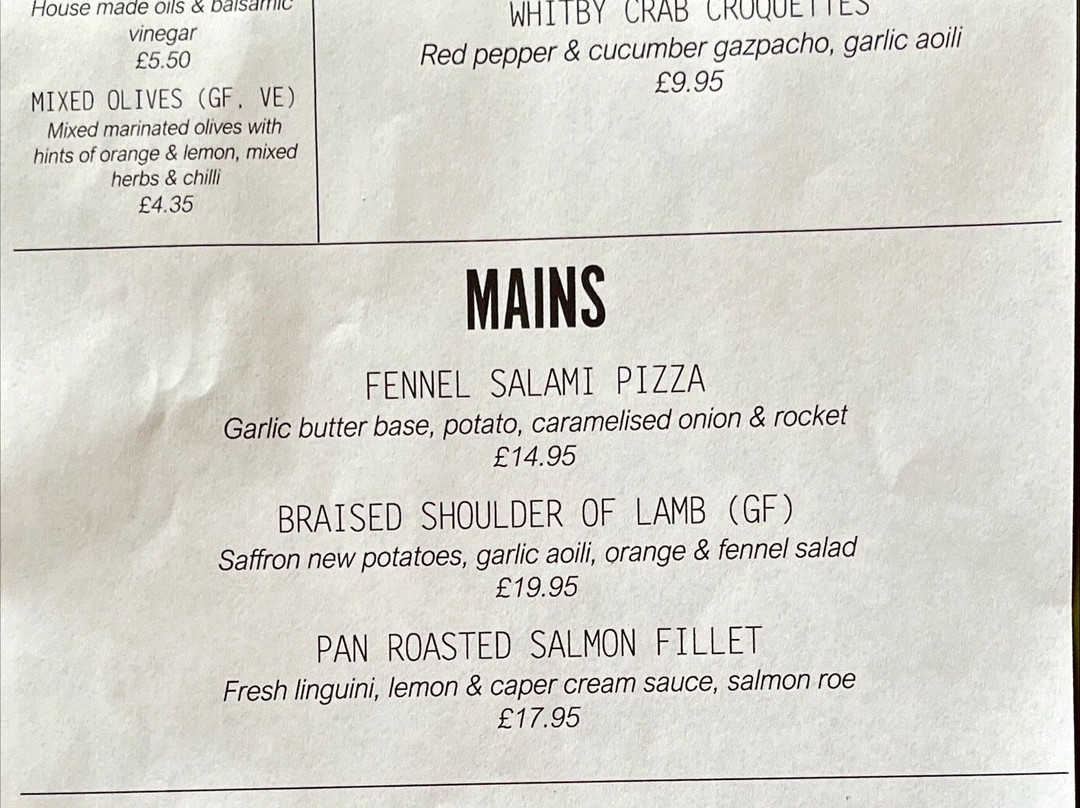 House made oils & balsamic
vinegar
£5.50
MIXED OLIVES (GF, VE)
Mixed marinated olives with
hints of orange & lemon, mixed
herbs & chilli
£4.35
WHITBY CRAB CROQUETTES
Red pepper & cucumber gazpacho, garlic aoili
£9.95
MAINS
FENNEL SALAMI PIZZA
Garlic butter base, potato, caramelised onion & rocket
£14.95
BRAISED SHOULDER OF LAMB (GF)
Saffron new potatoes, garlic aoili, orange & fennel salad
£19.95
PAN ROASTED SALMON FILLET
Fresh linguini, lemon & caper cream sauce, salmon roe
£17.95